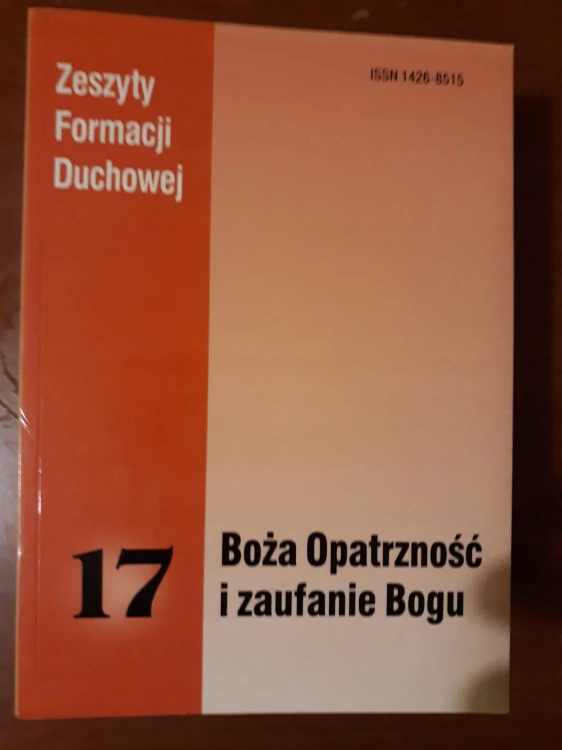 Zeszyty
Formacji
Duchowej
ISSN 1426-8515
17
Boża Opatrzność
i zaufanie Bogu